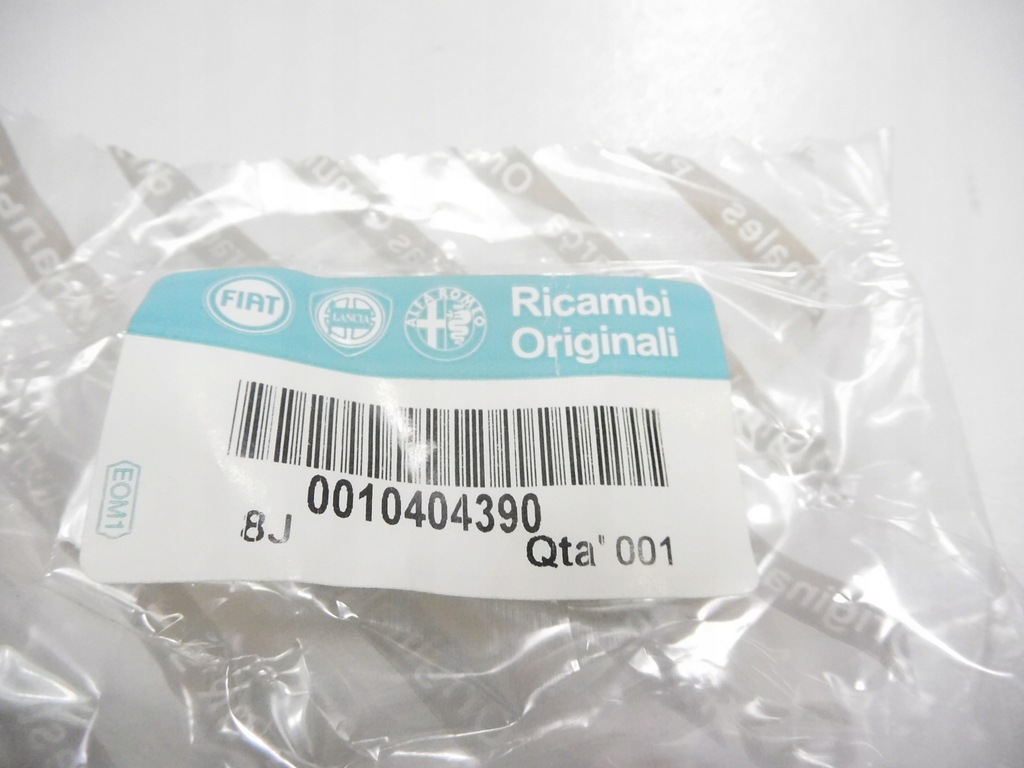 FIAT
LANCIA
ALFA ROMEO
Ricambi
Originali
0010404390
8J
Qta' 001
EOM1